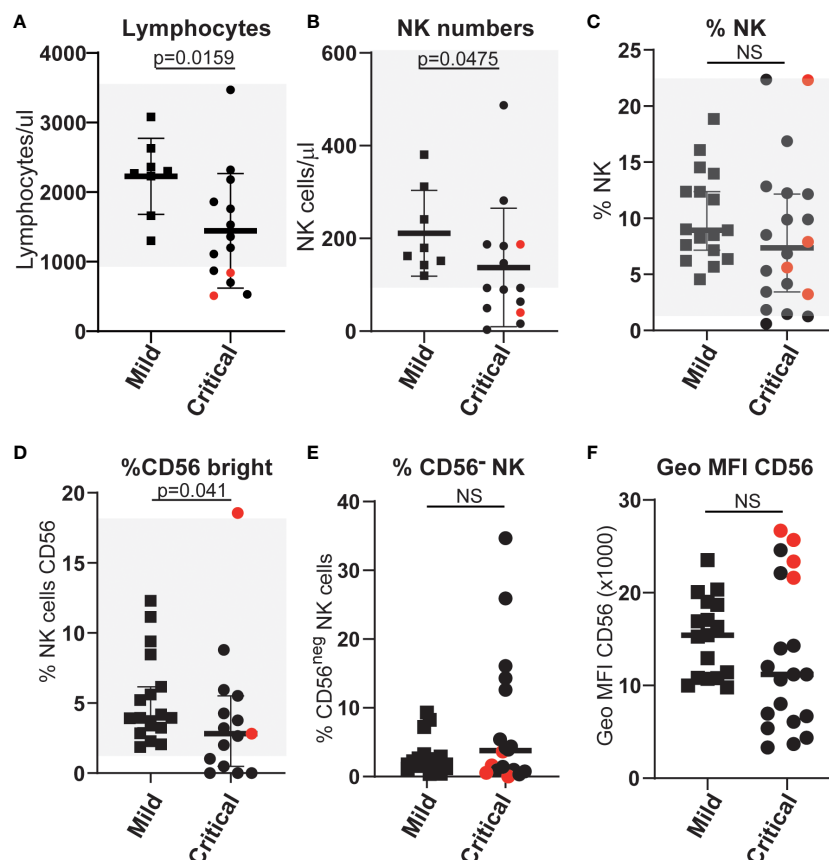 A
Lymphocytes
p=0.0159
Lymphocytes/ul
4000
3000
2000
1000
0
Mild
Critical
B
NK numbers
p=0.0475
NK cells/µl
600
400
200
0
Mild
Critical
C
% NK
NS
% NK
25
20
15
10
5
0
Mild
Critical
D
%CD56 bright
p=0.041
% NK cells CD56
20
15
10
5
0
Mild
Critical
E
% CD56⁻ NK
NS
% CD56ⁿᵉᵍ NK cells
40
30
20
10
0
Mild
Critical
F
Geo MFI CD56
NS
Geo MFI CD56 (x1000)
30
20
10
0
Mild
Critical